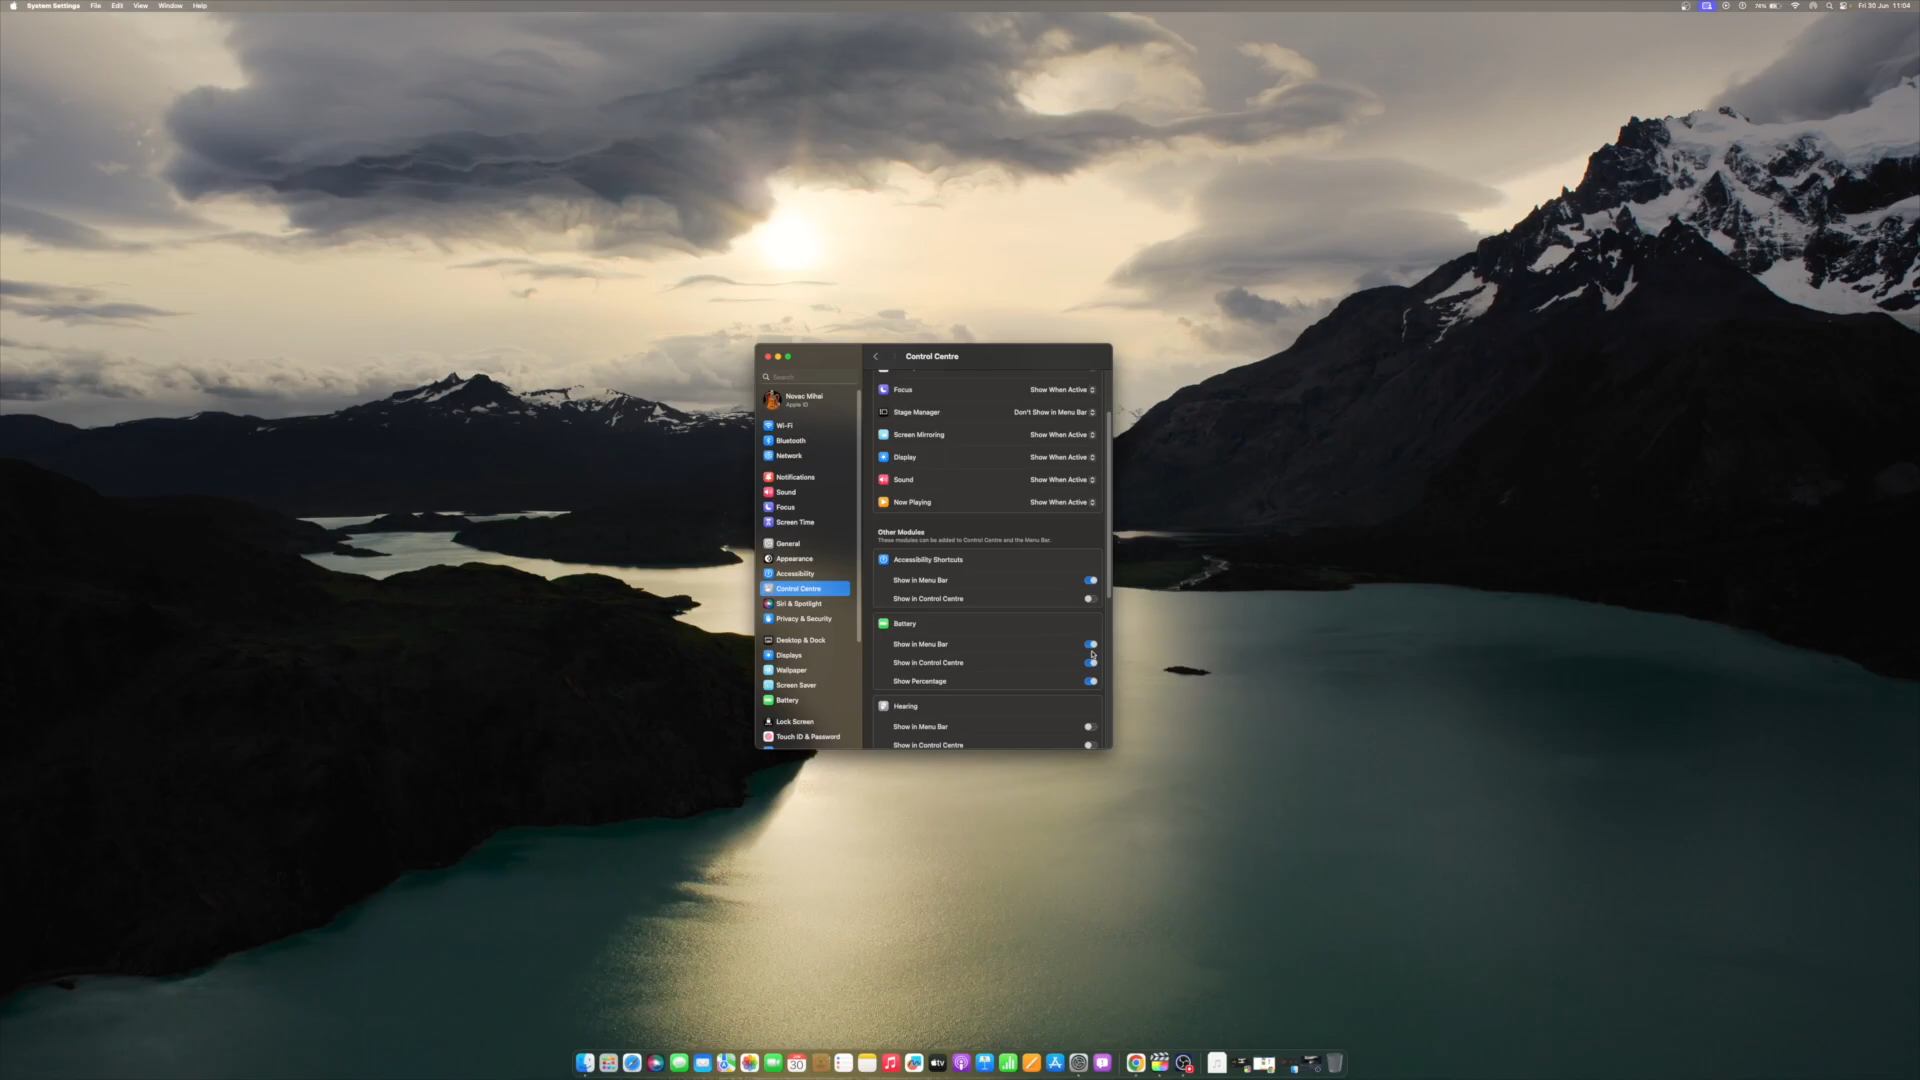 System Settings File Edit View Window Help
74% Fri 30 Jun 11:04
Control Centre
Search
Novac Mihai
Apple ID
Wi-Fi
Bluetooth
Network
Notifications
Sound
Focus
Screen Time
General
Appearance
Accessibility
Control Centre
Siri & Spotlight
Privacy & Security
Desktop & Dock
Displays
Wallpaper
Screen Saver
Battery
Lock Screen
Touch ID & Password
Focus Show When Active
Stage Manager Don't Show in Menu Bar
Screen Mirroring Show When Active
Display Show When Active
Sound Show When Active
Now Playing Show When Active
Other Modules
These modules can be added to Control Centre and the Menu Bar.
Accessibility Shortcuts
Show in Menu Bar
Show in Control Centre
Battery
Show in Menu Bar
Show in Control Centre
Show Percentage
Hearing
Show in Menu Bar
Show in Control Centre
30
tv